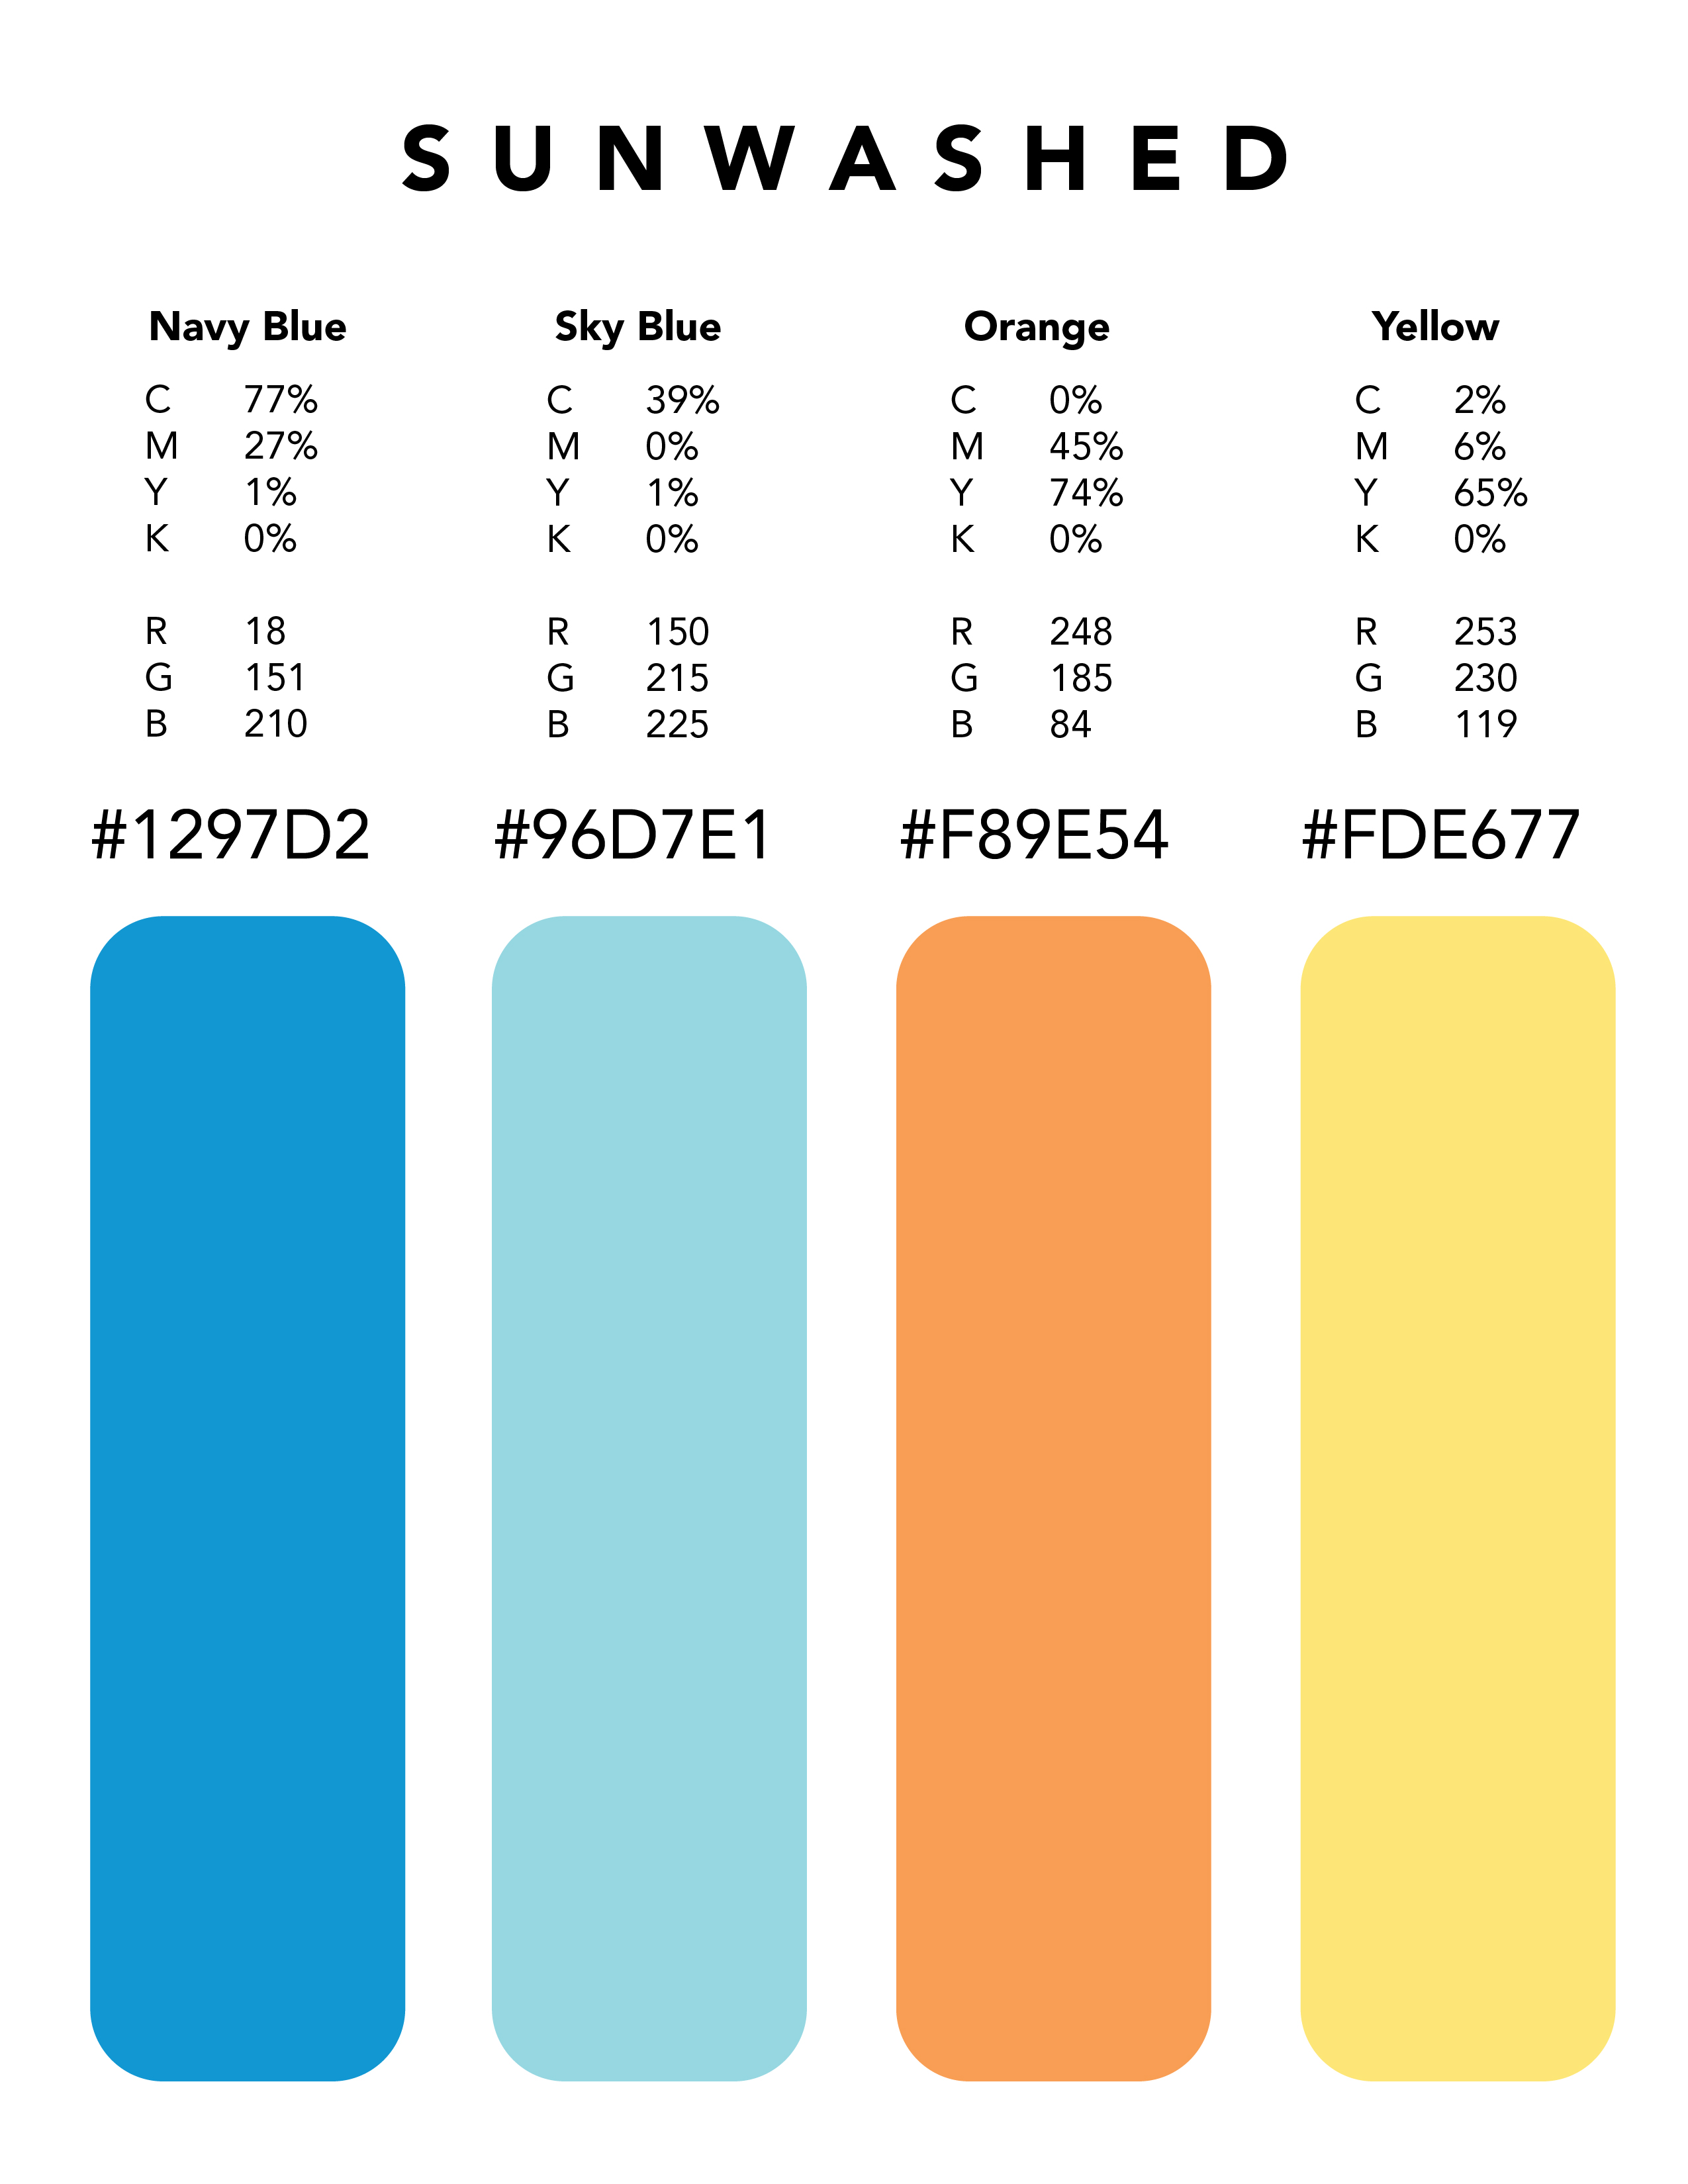 SUNWASHED
Navy Blue
C 77%
M 27%
Y 1%
K 0%
R 18
G 151
B 210
#1297D2
Sky Blue
C 39%
M 0%
Y 1%
K 0%
R 150
G 215
B 225
#96D7E1
Orange
C 0%
M 45%
Y 74%
K 0%
R 248
G 185
B 84
#F89E54
Yellow
C 2%
M 6%
Y 65%
K 0%
R 253
G 230
B 119
#FDE677